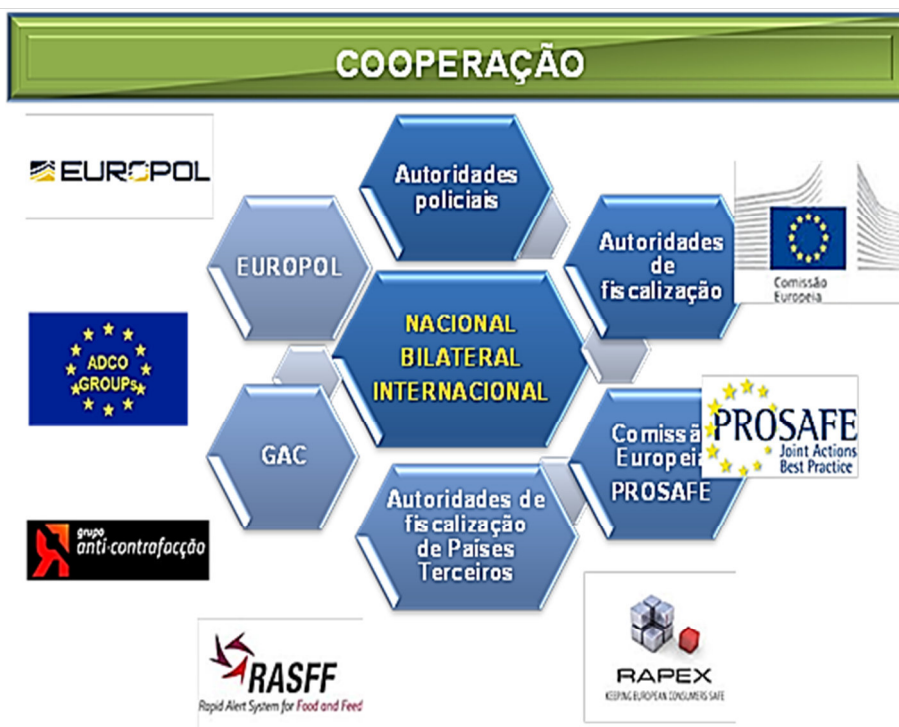 COOPERAÇÃO
EUROPOL
Autoridades
policiais
EUROPOL
Autoridades
de
fiscalização
Comissão
Europeia
NACIONAL
BILATERAL
INTERNACIONAL
ADCO
GROUPs
GAC
Comissã
Europeia
PROSAFE
PROSAFE
Joint Actions
Best Practice
Autoridades de
fiscalização
de Países
Terceiros
grupo
anti-contrafacção
RASFF
Rapid Alert System for Food and Feed
RAPEX
KEEPING EUROPEAN CONSUMERS SAFE